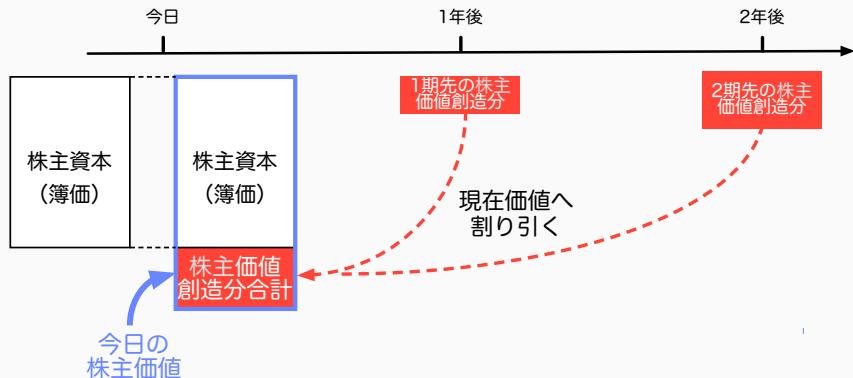 今日
1年後
2年後
株主資本
（簿価）
株主資本
（簿価）
1期先の株主
価値創造分
2期先の株主
価値創造分
現在価値へ
割り引く
株主価値
創造分合計
今日の
株主価値